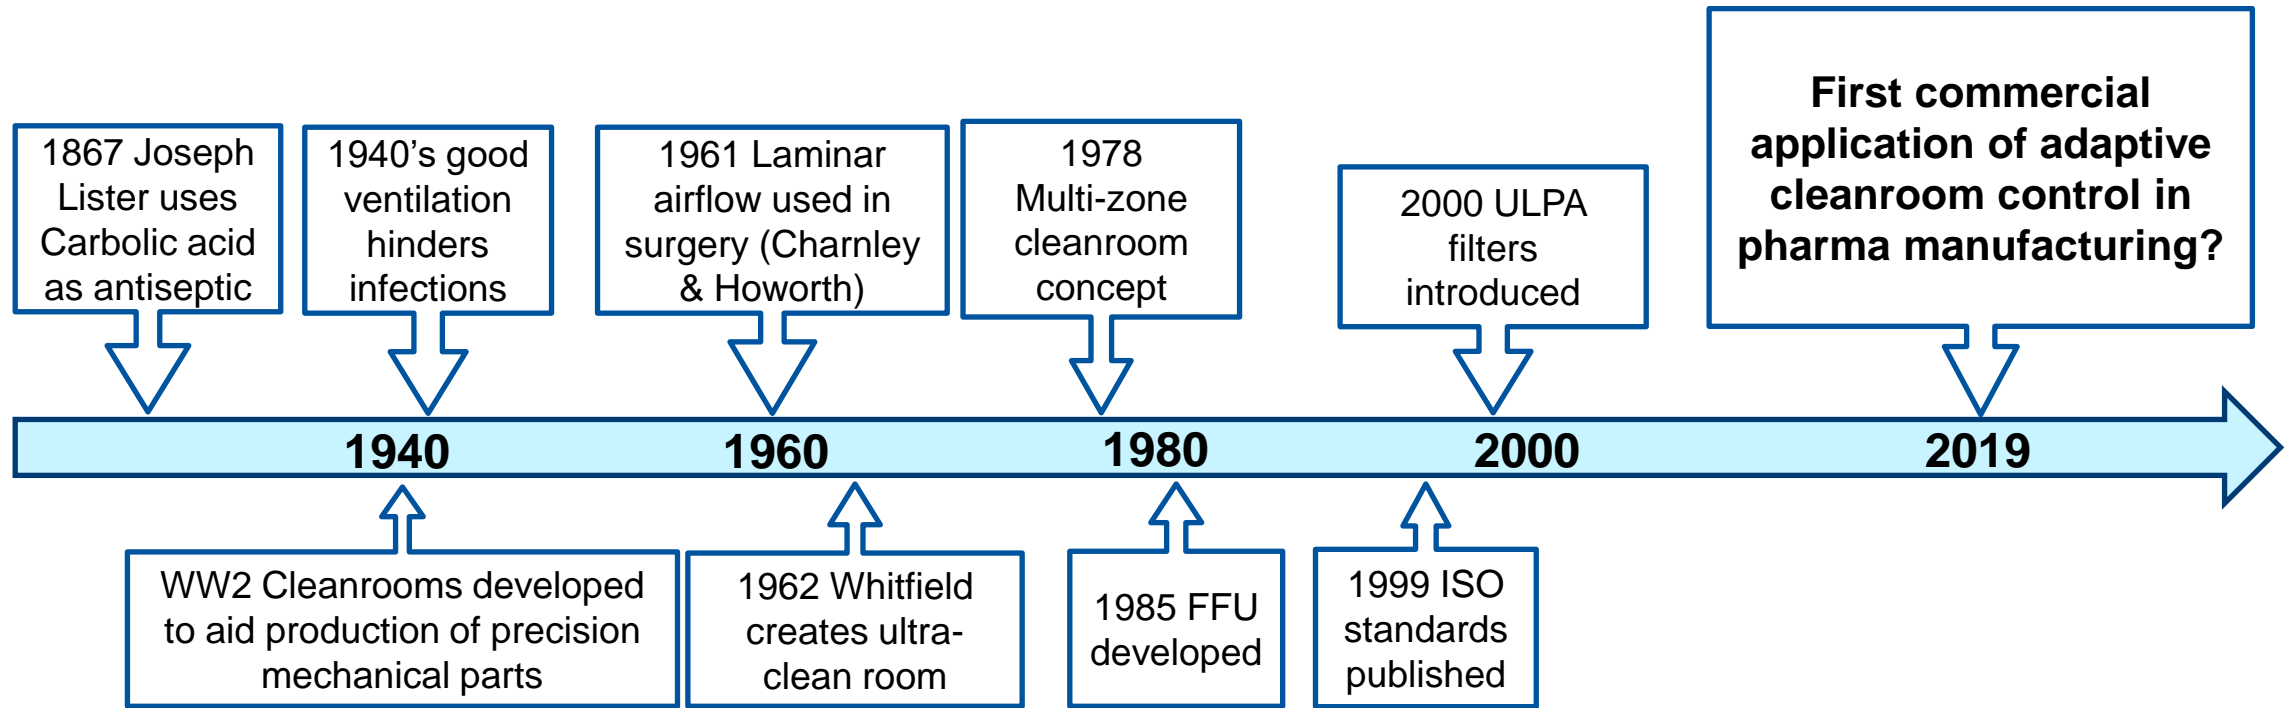 1867 Joseph
Lister uses
Carbolic acid
as antiseptic
1940’s good
ventilation
hinders
infections
1961 Laminar
airflow used in
surgery (Charnley
& Howorth)
1978
Multi-zone
cleanroom
concept
2000 ULPA
filters
introduced
First commercial
application of adaptive
cleanroom control in
pharma manufacturing?
1940
1960
1980
2000
2019
WW2 Cleanrooms developed
to aid production of precision
mechanical parts
1962 Whitfield
creates ultra-
clean room
1985 FFU
developed
1999 ISO
standards
published